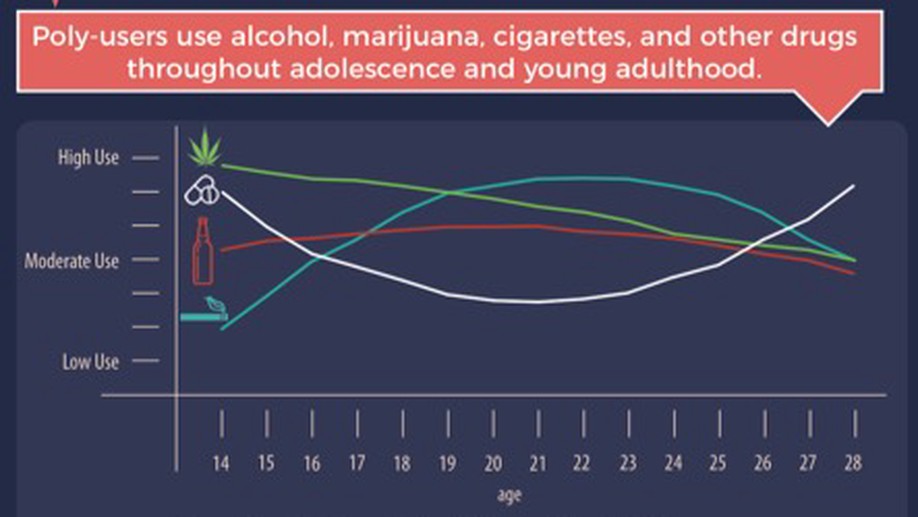 Poly-users use alcohol, marijuana, cigarettes, and other drugs
throughout adolescence and young adulthood.
High Use
Moderate Use
Low Use
14 15 16 17 18 19 20 21 22 23 24 25 26 27 28
age